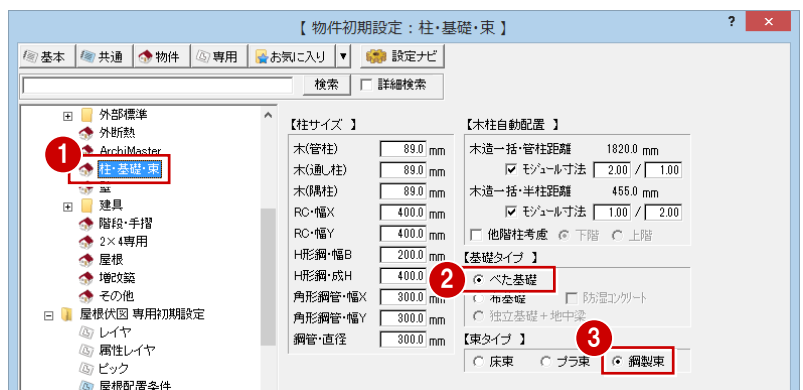 【 物件初期設定：柱・基礎・束 】 ? ×
基本 共通 物件 専用 お気に入り ▼ 設定ナビ
検索 詳細検索
外部標準
外断熱
ArchiMaster
1
柱・基礎・束
壁
建具
階段・手摺
2×4専用
屋根
増改築
その他
屋根伏図 専用初期設定
レイヤ
属性レイヤ
ピック
屋根配置条件
【柱サイズ 】
木(管柱) 89.0 mm
木(通し柱) 89.0 mm
木(隅柱) 89.0 mm
RC・幅X 400.0 mm
RC・幅Y 400.0 mm
H形鋼・幅B 200.0 mm
H形鋼・成H 400.0
角形鋼管・幅X 300.0 mm
角形鋼管・幅Y 300.0 mm
鋼管・直径 300.0 mm
【木柱自動配置 】
木造一括・管柱距離 1820.0 mm
モジュール寸法 2.00 / 1.00
木造一括・半柱距離 455.0 mm
モジュール寸法 1.00 / 2.00
他階柱考慮 下階 上階
【基礎タイプ 】
2
べた基礎
布基礎 防湿コンクリート
独立基礎+地中梁
【束タイプ 】
3
床束 プラ束 鋼製束